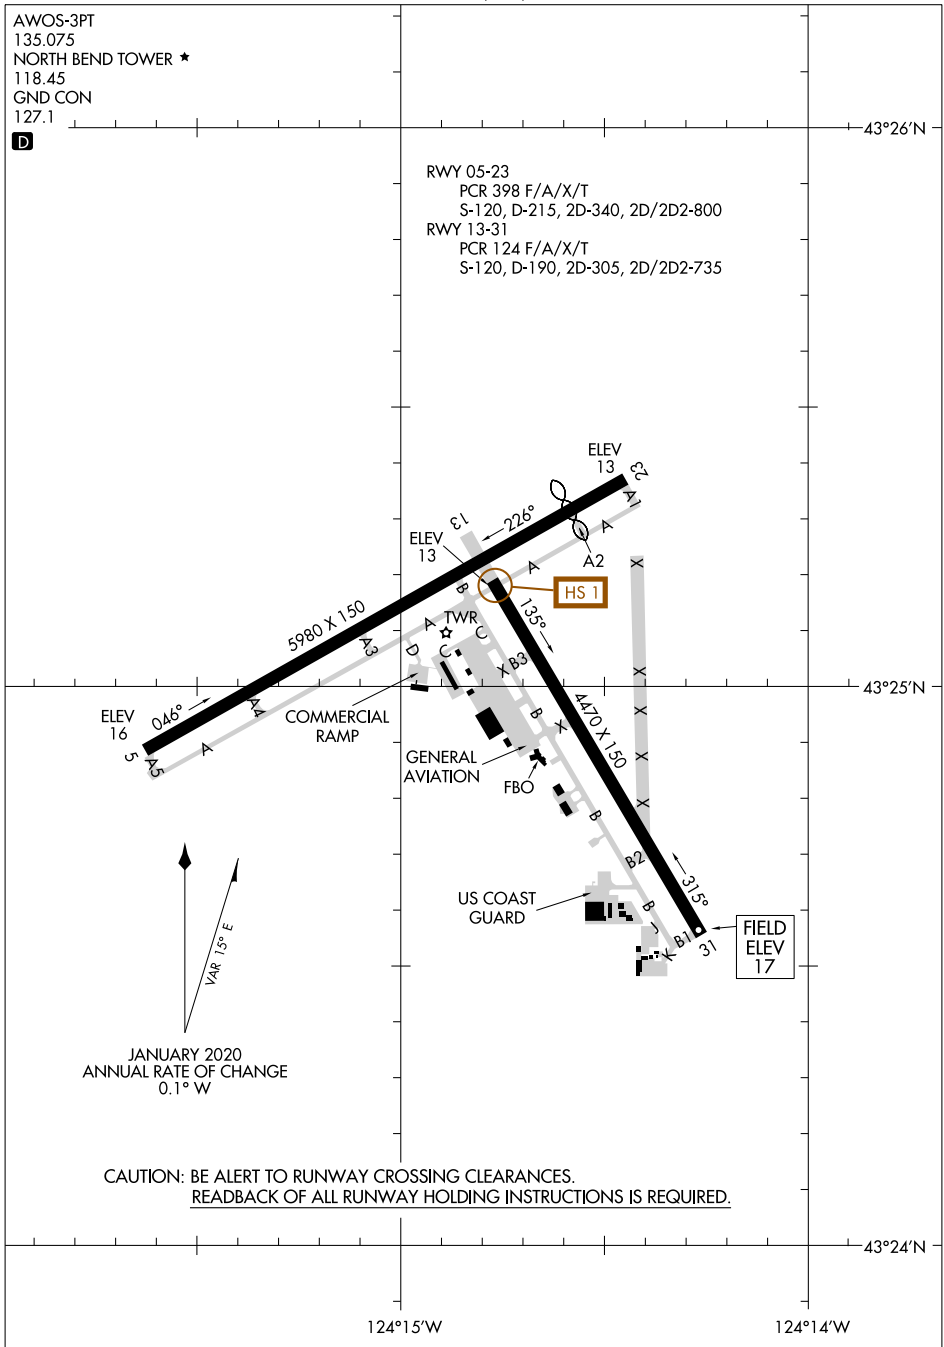 AWOS-3PT
135.075
NORTH BEND TOWER ★
118.45
GND CON
127.1
D
43°26'N
RWY 05-23
PCR 398 F/A/X/T
S-120, D-215, 2D-340, 2D/2D2-800
RWY 13-31
PCR 124 F/A/X/T
S-120, D-190, 2D-305, 2D/2D2-735
ELEV
13
23
A1
13
226°
A
ELEV
13
A2
A
X
HS 1
B
135°
5980 X 150
TWR
A
C
A3
D
C
B3
X
X
43°25'N
046°
A4
COMMERCIAL
RAMP
ELEV
16
B
X
4470 X 150
X
5
A5
A
GENERAL
AVIATION
X
FBO
X
B
B2
315°
US COAST
GUARD
B
J
K
B1
31
FIELD
ELEV
17
VAR 15° E
JANUARY 2020
ANNUAL RATE OF CHANGE
0.1° W
CAUTION: BE ALERT TO RUNWAY CROSSING CLEARANCES.
READBACK OF ALL RUNWAY HOLDING INSTRUCTIONS IS REQUIRED.
43°24'N
124°15'W
124°14'W